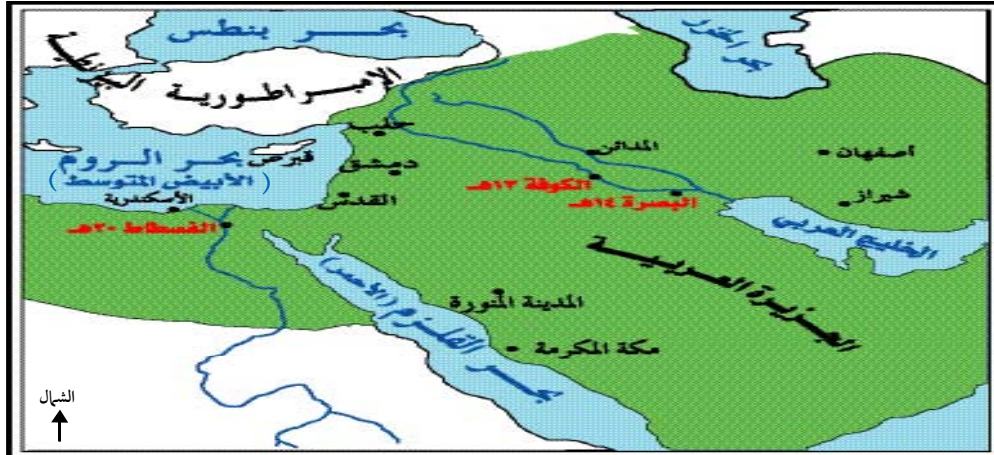 بحر بنطس
بحر الخزر
الإمبراطورية البيزنطية
حلب
المدائن
أصفهان
قبرص
بحر الروم
(الأبيض المتوسط)
دمشق
الكوفة ١٣هـ
البصرة ١٤هـ
شيراز
القدس
الأسكندرية
الفسطاط ٢٠هـ
الخليج العربي
الجزيرة العربية
بحر القلزم (الأحمر)
المدينة المنورة
مكة المكرمة
الشمال